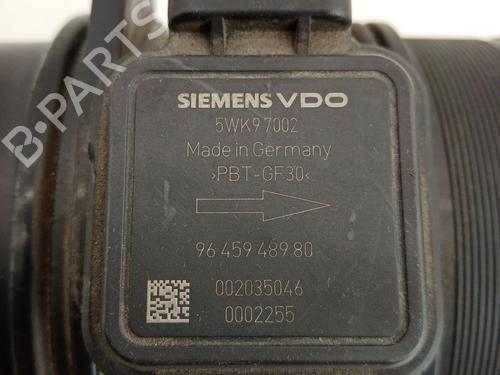 SIEMENS VDO
5WK9 7002
Made in Germany
>PBT-GF30<
96 459 489 80
002035046
0002255
B-PARTS